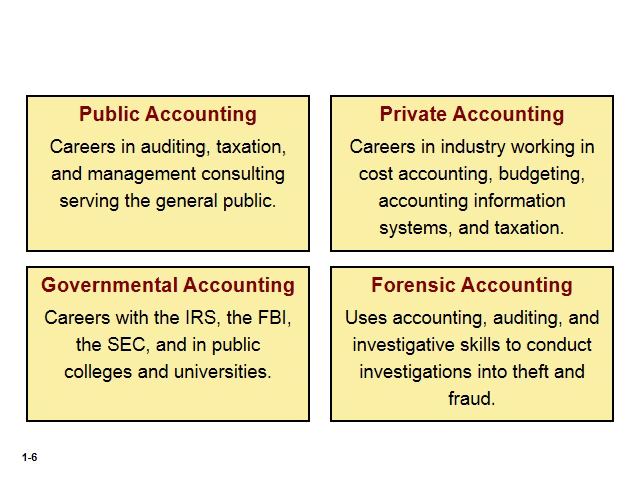 Public Accounting
Careers in auditing, taxation,
and management consulting
serving the general public.
Private Accounting
Careers in industry working in
cost accounting, budgeting,
accounting information
systems, and taxation.
Governmental Accounting
Careers with the IRS, the FBI,
the SEC, and in public
colleges and universities.
Forensic Accounting
Uses accounting, auditing, and
investigative skills to conduct
investigations into theft and
fraud.
1-6